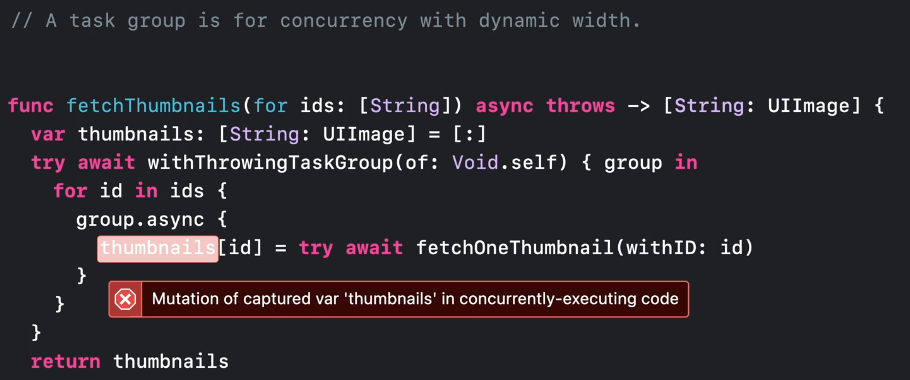 // A task group is for concurrency with dynamic width.
func fetchThumbnails(for ids: [String]) async throws -> [String: UIImage] {
var thumbnails: [String: UIImage] = [:]
try await withThrowingTaskGroup(of: Void.self) { group in
for id in ids {
group.async {
thumbnails[id] = try await fetchOneThumbnail(withID: id)
}
Mutation of captured var 'thumbnails' in concurrently-executing code
}
}
return thumbnails